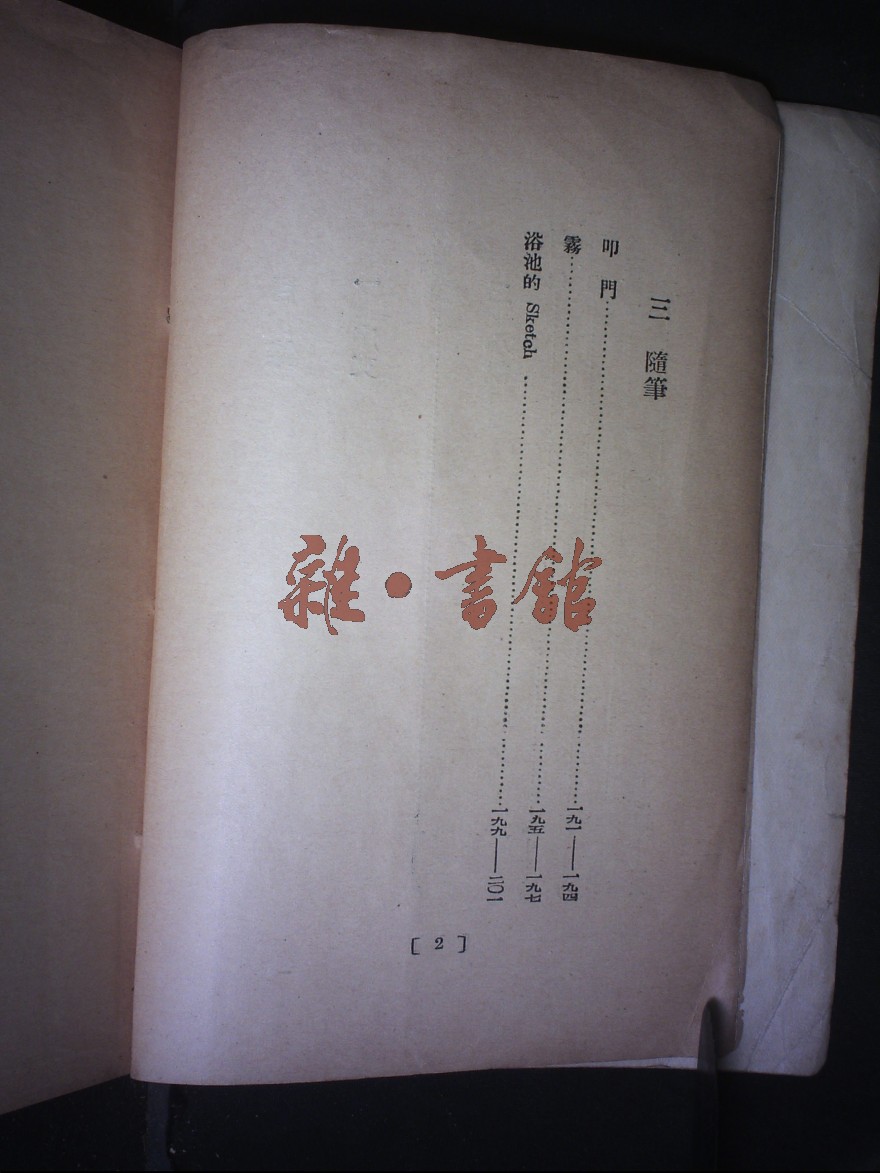 三　隨筆
叩　門……一九一——一九四
霧……一九五——一九七
浴池的 Sketch……一九九——二〇一
[ 2 ]
雜・書館